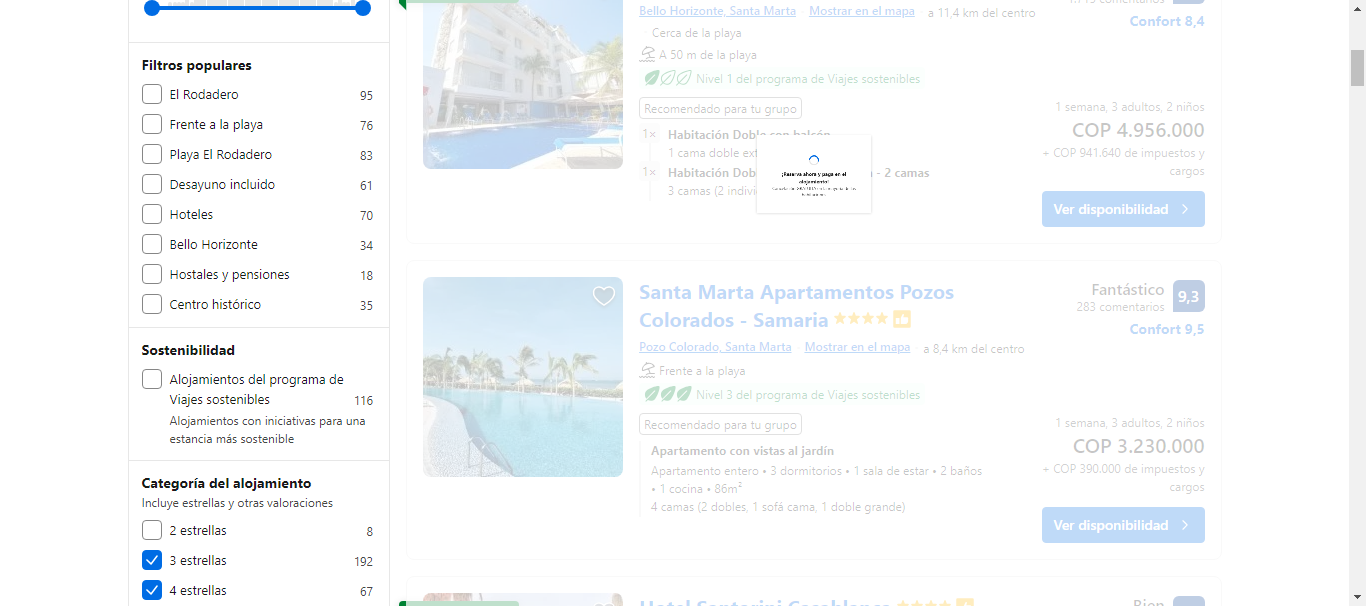 Filtros populares
El Rodadero 95
Frente a la playa 76
Playa El Rodadero 83
Desayuno incluido 61
Hoteles 70
Bello Horizonte 34
Hostales y pensiones 18
Centro histórico 35
Sostenibilidad
Alojamientos del programa de
Viajes sostenibles 116
Alojamientos con iniciativas para una
estancia más sostenible
Categoría del alojamiento
Incluye estrellas y otras valoraciones
2 estrellas 8
3 estrellas 192
4 estrellas 67
Bello Horizonte, Santa Marta Mostrar en el mapa a 11,4 km del centro
Confort 8,4
Cerca de la playa
A 50 m de la playa
Nivel 1 del programa de Viajes sostenibles
Recomendado para tu grupo
1× Habitación Doble con balcón
1 cama doble
1× - 2 camas
3 camas (2
¡Reserva ahora y paga en el
alojamiento!
1 semana, 3 adultos, 2 niños
COP 4.956.000
+ COP 941.640 de impuestos y
cargos
Ver disponibilidad
Santa Marta Apartamentos Pozos
Colorados - Samaria
Fantástico
283 comentarios
9,3
Confort 9,5
Pozo Colorado, Santa Marta Mostrar en el mapa a 8,4 km del centro
Frente a la playa
Nivel 3 del programa de Viajes sostenibles
Recomendado para tu grupo
Apartamento con vistas al jardín
Apartamento entero • 3 dormitorios • 1 sala de estar • 2 baños
• 1 cocina • 86m²
4 camas (2 dobles, 1 sofá cama, 1 doble grande)
1 semana, 3 adultos, 2 niños
COP 3.230.000
+ COP 390.000 de impuestos y
cargos
Ver disponibilidad
Hotel Santorini Casablanca
Bien